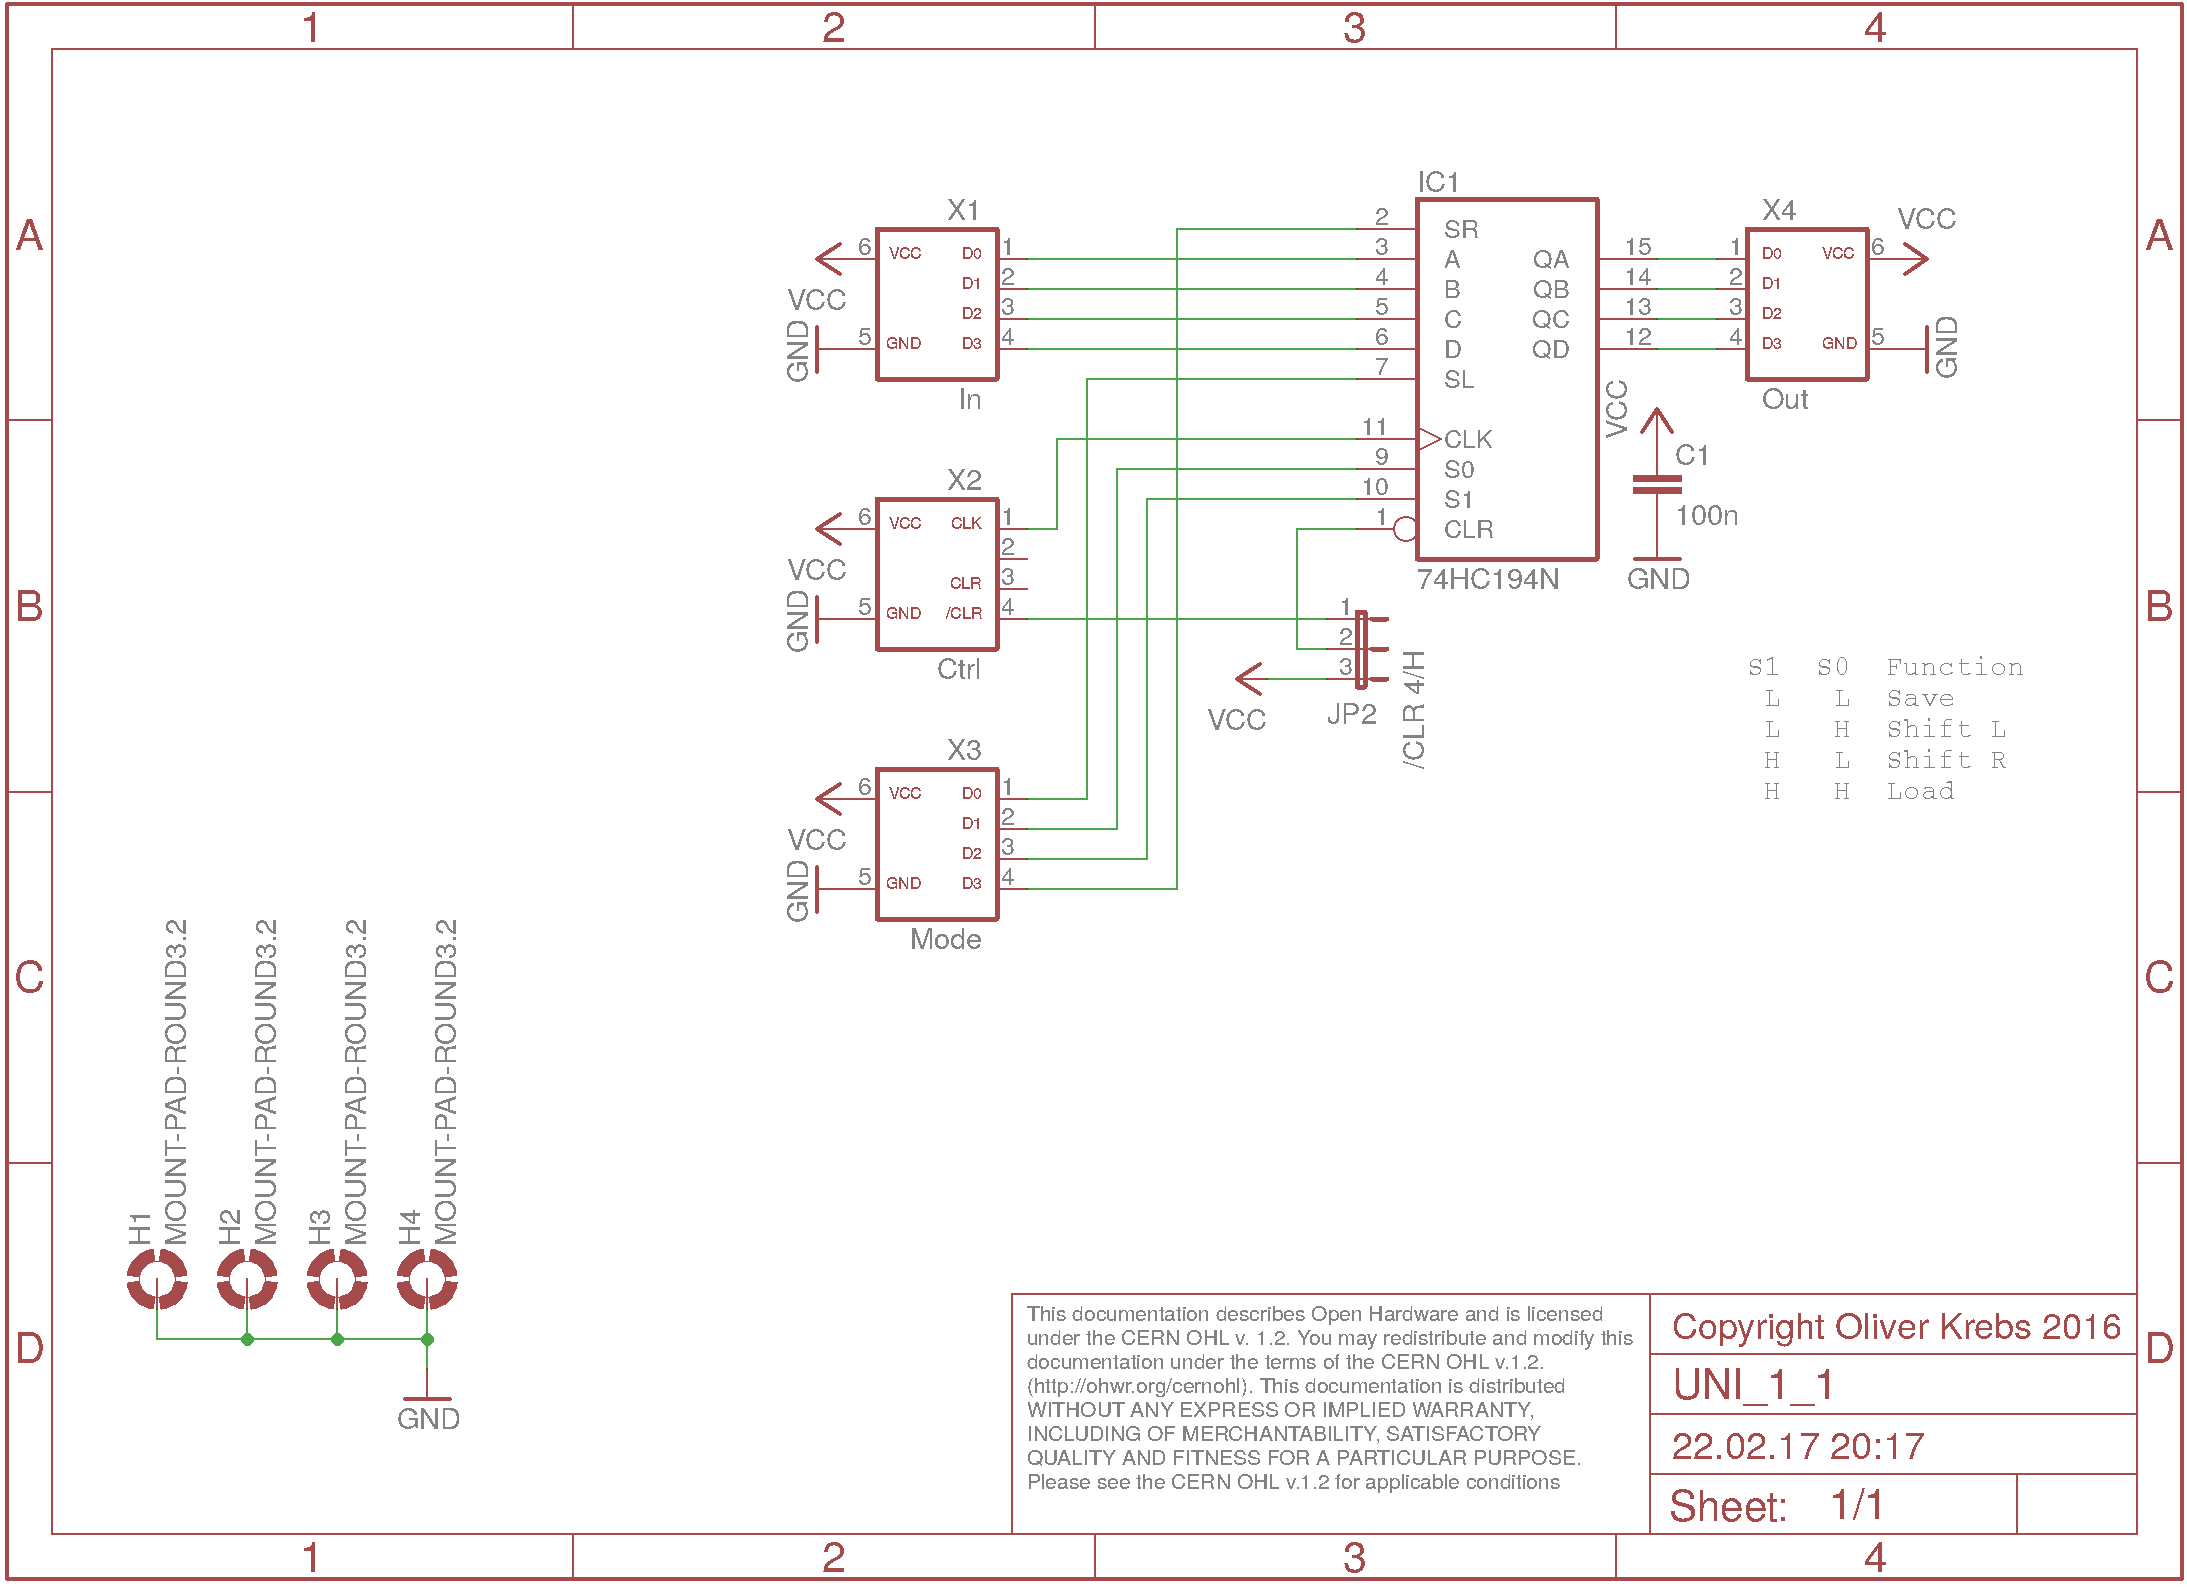 1 2 3 4
A A
B B
C C
D D
1 2 3 4
X1
6 VCC D0 1
VCC D1 2
D2 3
GND 5 GND D3 4
In
X2
6 VCC CLK 1
2
VCC CLR 3
GND 5 GND /CLR 4
Ctrl
X3
6 VCC D0 1
D1 2
VCC D2 3
GND 5 GND D3 4
Mode
IC1
2 SR
3 A QA 15
4 B QB 14
5 C QC 13
6 D QD 12
7 SL
11 CLK
9 S0
10 S1
1 CLR
74HC194N
X4
VCC
1 D0 VCC 6
2 D1
3 D2
4 D3 GND 5 GND
Out
VCC
C1
100n
GND
1
2
3
VCC
JP2
/CLR 4/H
S1 S0 Function
L L Save
L H Shift L
H L Shift R
H H Load
H1 MOUNT-PAD-ROUND3.2
H2 MOUNT-PAD-ROUND3.2
H3 MOUNT-PAD-ROUND3.2
H4 MOUNT-PAD-ROUND3.2
GND
This documentation describes Open Hardware and is licensed
under the CERN OHL v. 1.2. You may redistribute and modify this
documentation under the terms of the CERN OHL v.1.2.
(http://ohwr.org/cernohl). This documentation is distributed
WITHOUT ANY EXPRESS OR IMPLIED WARRANTY,
INCLUDING OF MERCHANTABILITY, SATISFACTORY
QUALITY AND FITNESS FOR A PARTICULAR PURPOSE.
Please see the CERN OHL v.1.2 for applicable conditions
Copyright Oliver Krebs 2016
UNI_1_1
22.02.17 20:17
Sheet: 1/1